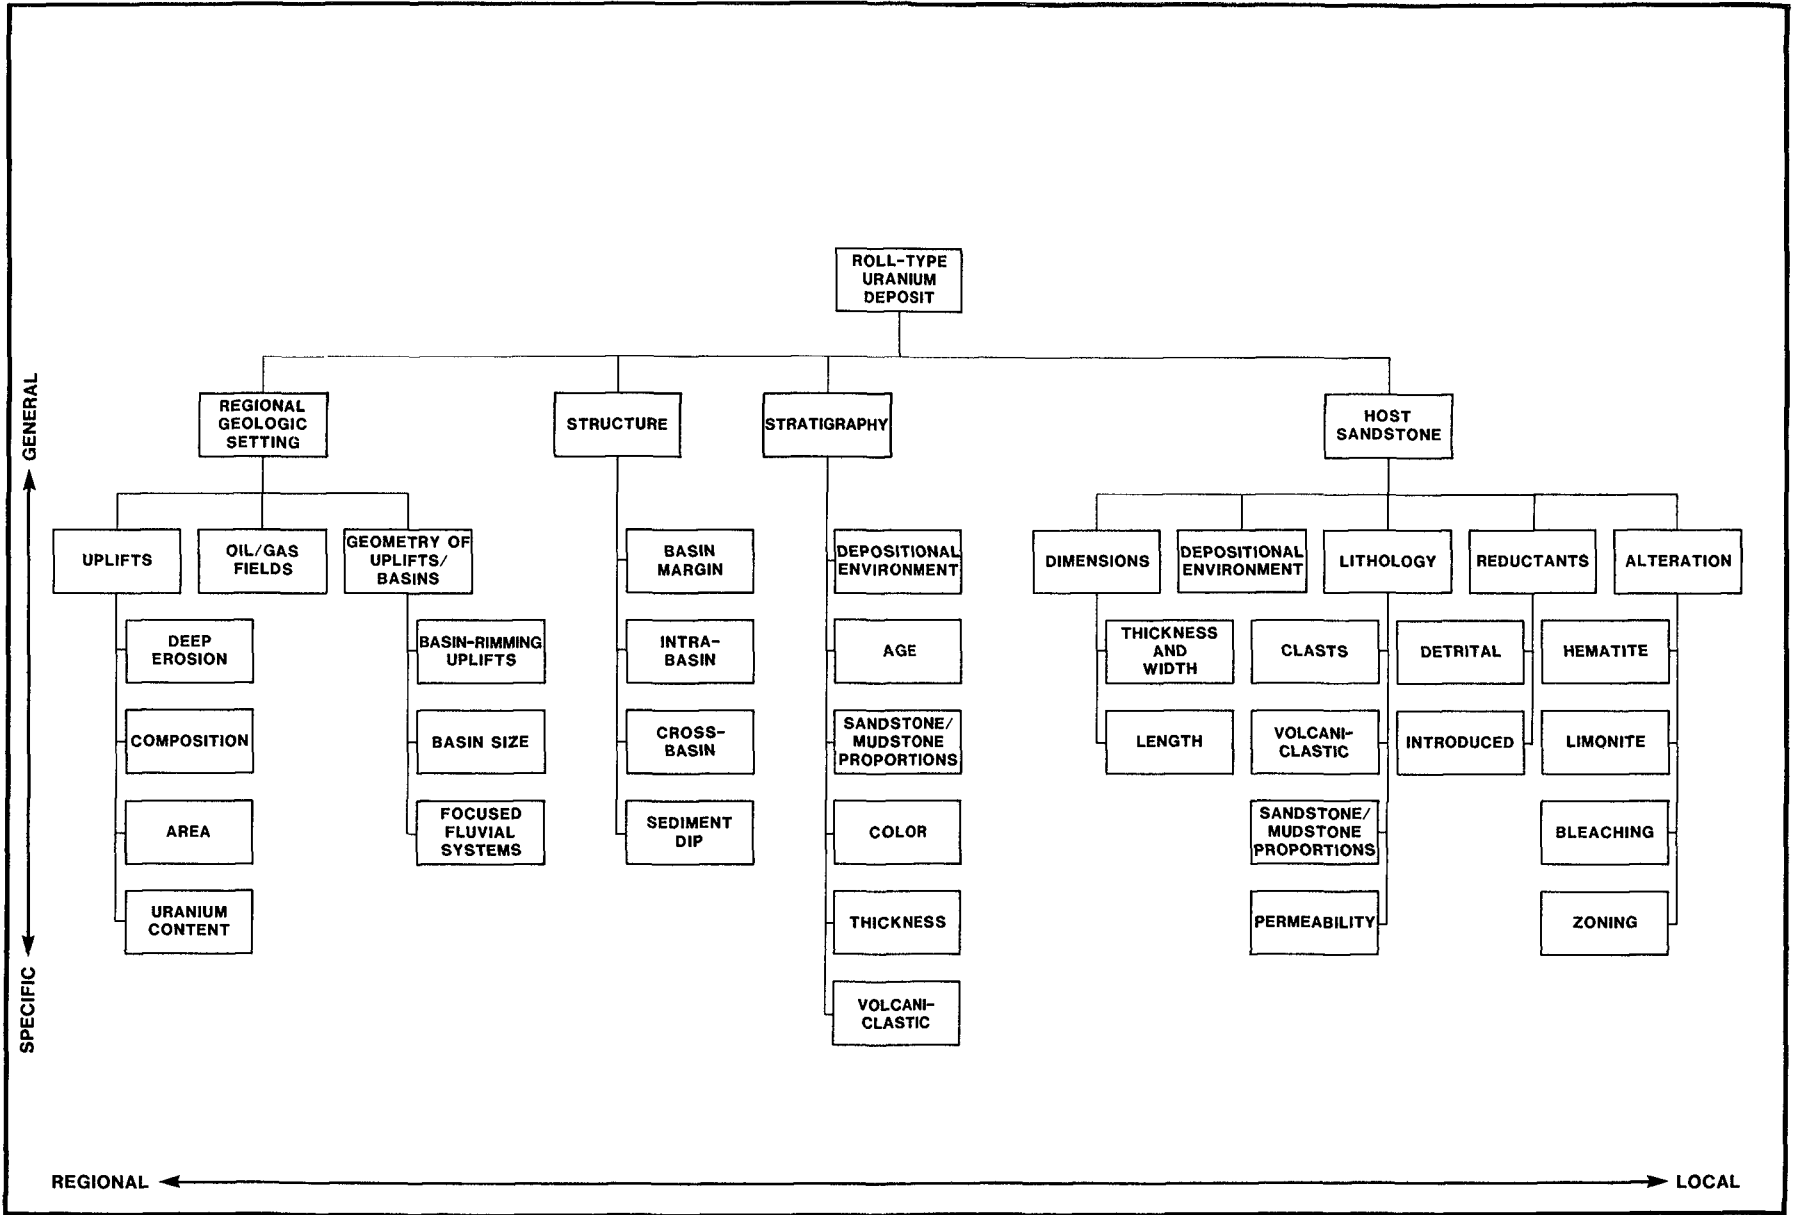 ROLL-TYPE
URANIUM
DEPOSIT
GENERAL
SPECIFIC
REGIONAL
GEOLOGIC
SETTING
STRUCTURE
STRATIGRAPHY
HOST
SANDSTONE
UPLIFTS
OIL/GAS
FIELDS
GEOMETRY OF
UPLIFTS/
BASINS
DEEP
EROSION
COMPOSITION
AREA
URANIUM
CONTENT
BASIN-RIMMING
UPLIFTS
BASIN SIZE
FOCUSED
FLUVIAL
SYSTEMS
BASIN
MARGIN
INTRA-
BASIN
CROSS-
BASIN
SEDIMENT
DIP
DEPOSITIONAL
ENVIRONMENT
AGE
SANDSTONE/
MUDSTONE
PROPORTIONS
COLOR
THICKNESS
VOLCANI-
CLASTIC
DIMENSIONS
DEPOSITIONAL
ENVIRONMENT
LITHOLOGY
REDUCTANTS
ALTERATION
THICKNESS
AND
WIDTH
LENGTH
CLASTS
VOLCANI-
CLASTIC
SANDSTONE/
MUDSTONE
PROPORTIONS
PERMEABILITY
DETRITAL
INTRODUCED
HEMATITE
LIMONITE
BLEACHING
ZONING
REGIONAL
LOCAL